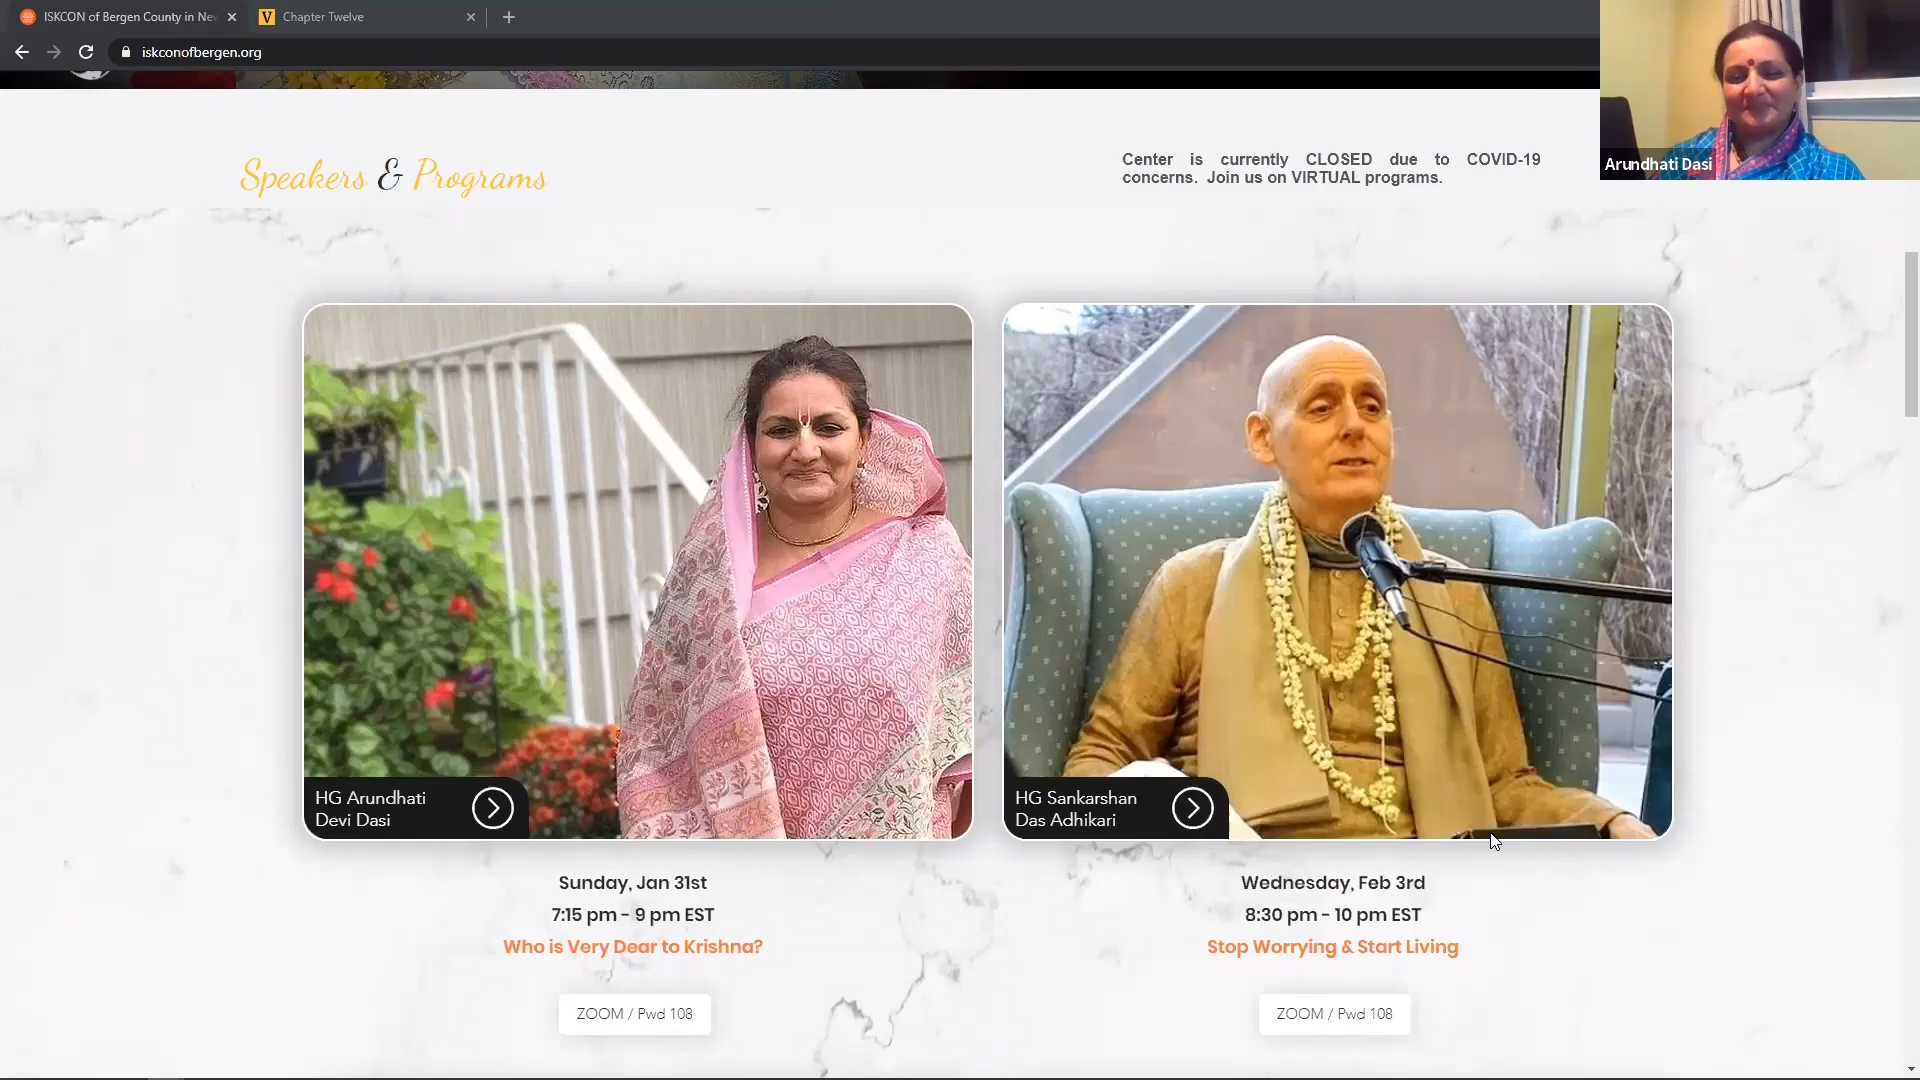 ISKCON of Bergen County in Nev
V Chapter Twelve
iskconofbergen.org
Arundhati Dasi
Speakers & Programs
Center is currently CLOSED due to COVID-19
concerns. Join us on VIRTUAL programs.
HG Arundhati
Devi Dasi
HG Sankarshan
Das Adhikari
Sunday, Jan 31st
7:15 pm - 9 pm EST
Who is Very Dear to Krishna?
ZOOM / Pwd 108
Wednesday, Feb 3rd
8:30 pm - 10 pm EST
Stop Worrying & Start Living
ZOOM / Pwd 108